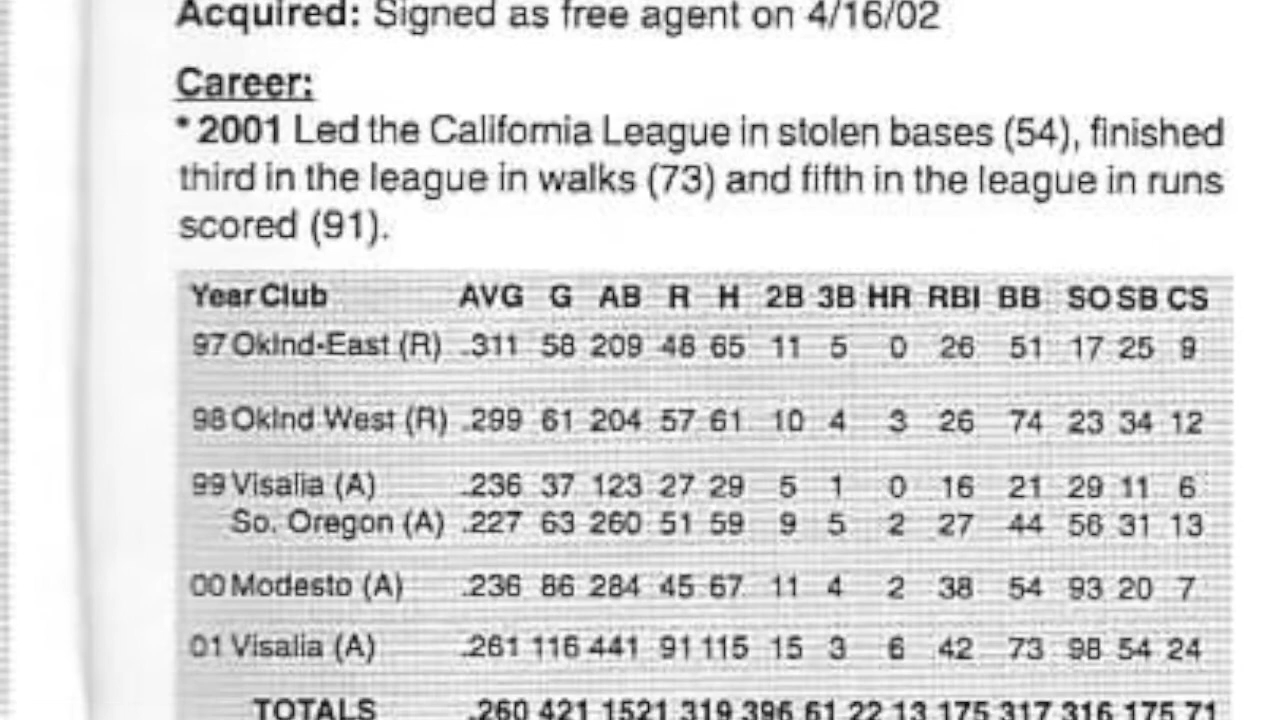 Acquired: Signed as free agent on 4/16/02
Career:
* 2001 Led the California League in stolen bases (54), finished
third in the league in walks (73) and fifth in the league in runs
scored (91).
Year Club AVG G AB R H 2B 3B HR RBI BB SO SB CS
97 Oklnd-East (R) .311 58 209 48 65 11 5 0 26 51 17 25 9
98 Oklnd West (R) .299 61 204 57 61 10 4 3 26 74 23 34 12
99 Visalia (A) .236 37 123 27 29 5 1 0 16 21 29 11 6
So. Oregon (A) .227 63 260 51 59 9 5 2 27 44 56 31 13
00 Modesto (A) .236 86 284 45 67 11 4 2 38 54 93 20 7
01 Visalia (A) .261 116 441 91 115 15 3 6 42 73 98 54 24
TOTALS .260 421 1521 319 396 61 22 13 175 317 316 175 71